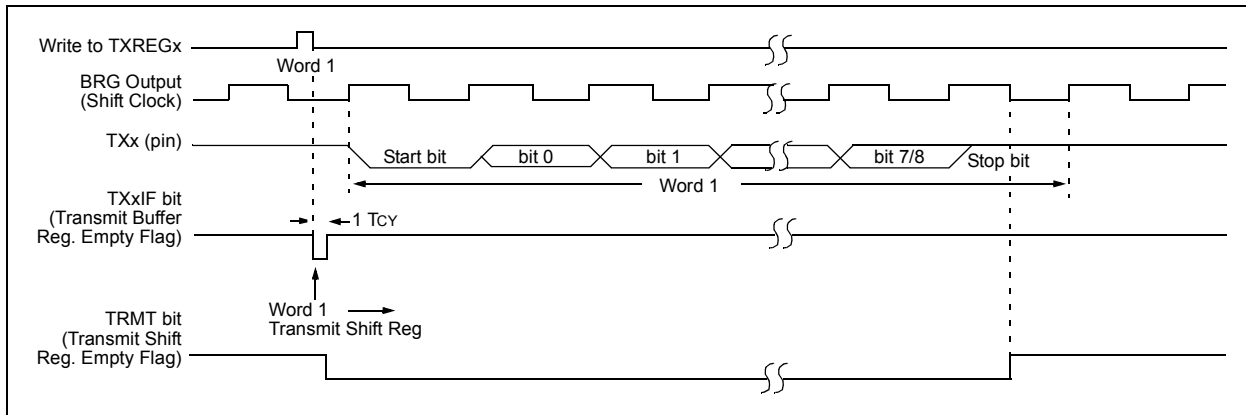 Write to TXREGx
Word 1
BRG Output
(Shift Clock)
TXx (pin)
Start bit
bit 0
bit 1
bit 7/8
Stop bit
Word 1
TXxIF bit
(Transmit Buffer
Reg. Empty Flag)
1 TCY
Word 1
Transmit Shift Reg
TRMT bit
(Transmit Shift
Reg. Empty Flag)